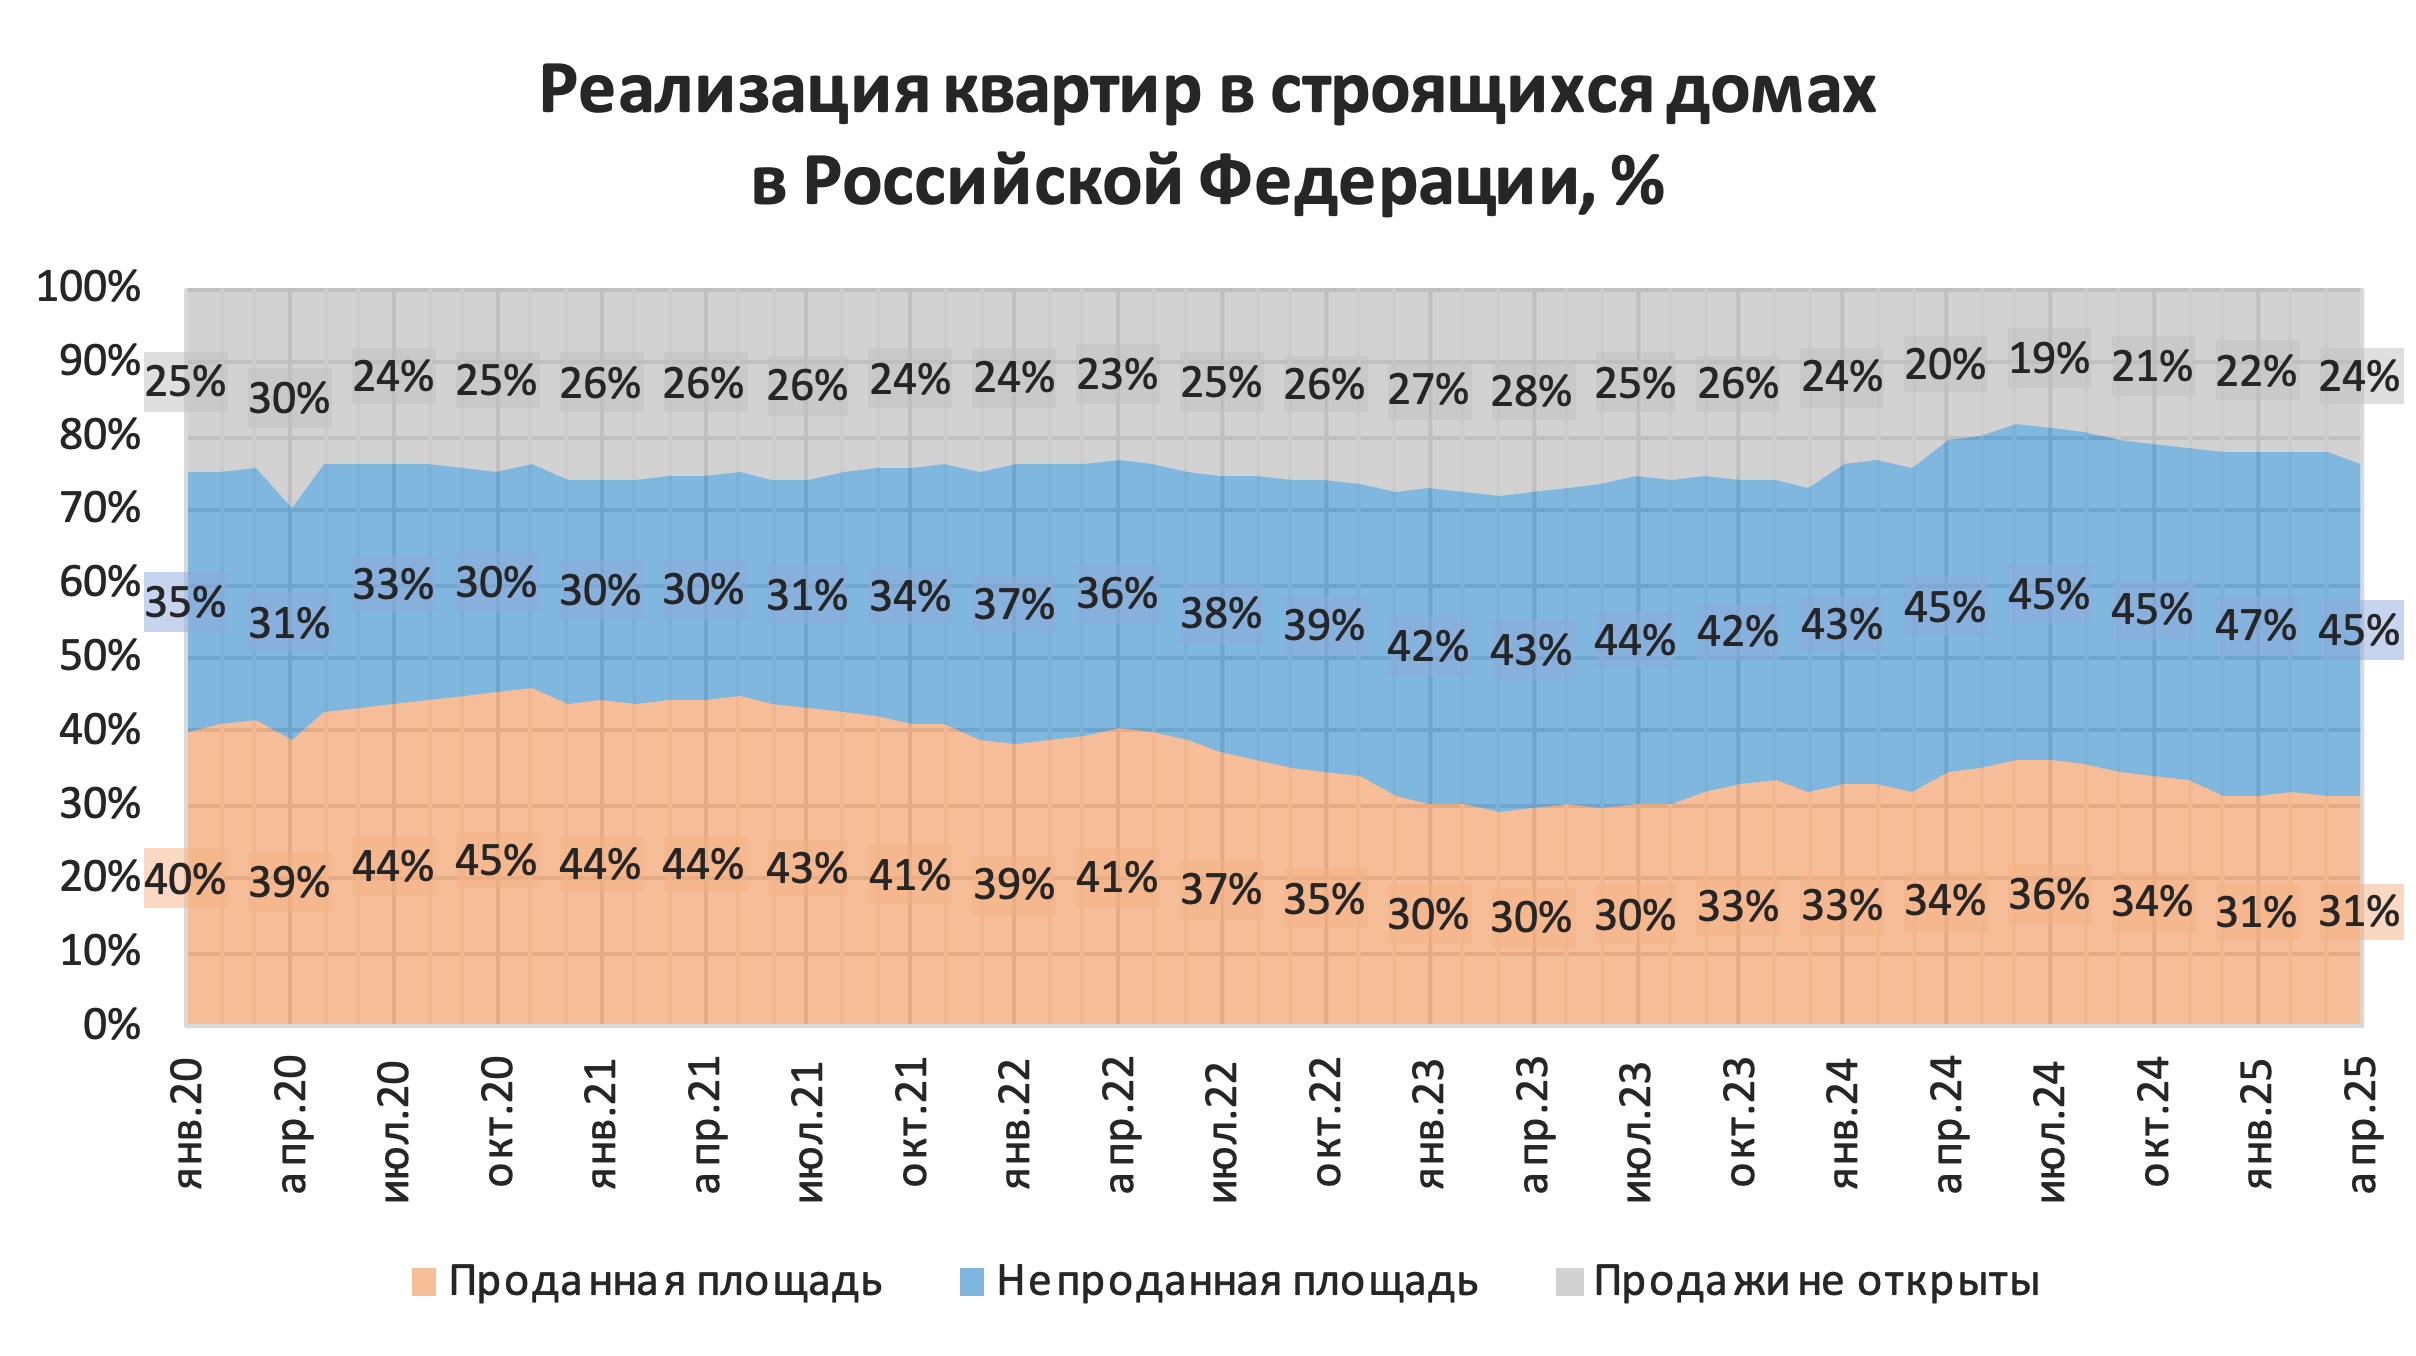 Реализация квартир в строящихся домах
в Российской Федерации, %
100%
90%
80%
70%
60%
50%
40%
30%
20%
10%
0%
25% 30% 24% 25% 26% 26% 26% 24% 24% 23% 25% 26% 27% 28% 25% 26% 24% 20% 19% 21% 22% 24%
35% 31% 33% 30% 30% 30% 31% 34% 37% 36% 38% 39% 42% 43% 44% 42% 43% 45% 45% 45% 47% 45%
40% 39% 44% 45% 44% 44% 43% 41% 39% 41% 37% 35% 30% 30% 30% 33% 33% 34% 36% 34% 31% 31%
янв.20 апр.20 июл.20 окт.20 янв.21 апр.21 июл.21 окт.21 янв.22 апр.22 июл.22 окт.22 янв.23 апр.23 июл.23 окт.23 янв.24 апр.24 июл.24 окт.24 янв.25 апр.25
Проданная площадь Непроданная площадь Продажи не открыты